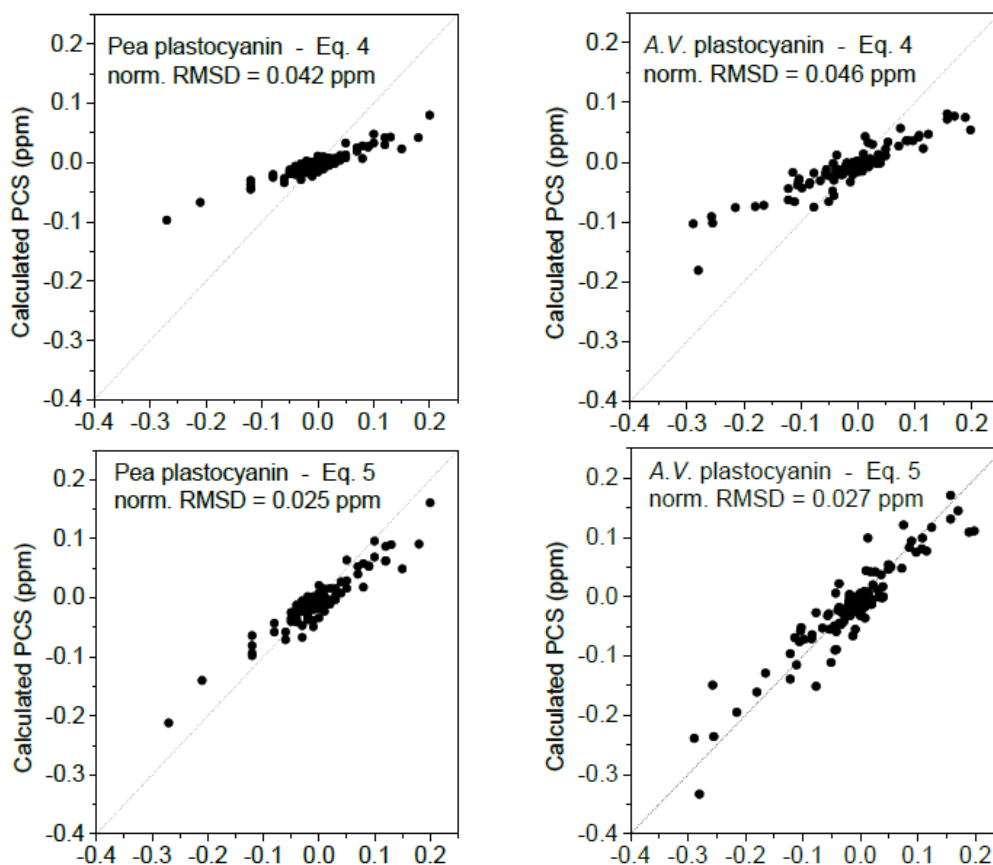 Pea plastocyanin - Eq. 4
norm. RMSD = 0.042 ppm
Calculated PCS (ppm)
0.2
0.1
0.0
-0.1
-0.2
-0.3
-0.4
-0.4 -0.3 -0.2 -0.1 0.0 0.1 0.2
A.V. plastocyanin - Eq. 4
norm. RMSD = 0.046 ppm
Calculated PCS (ppm)
0.2
0.1
0.0
-0.1
-0.2
-0.3
-0.4
-0.4 -0.3 -0.2 -0.1 0.0 0.1 0.2
Pea plastocyanin - Eq. 5
norm. RMSD = 0.025 ppm
Calculated PCS (ppm)
0.2
0.1
0.0
-0.1
-0.2
-0.3
-0.4
-0.4 -0.3 -0.2 -0.1 0.0 0.1 0.2
A.V. plastocyanin - Eq. 5
norm. RMSD = 0.027 ppm
Calculated PCS (ppm)
0.2
0.1
0.0
-0.1
-0.2
-0.3
-0.4
-0.4 -0.3 -0.2 -0.1 0.0 0.1 0.2